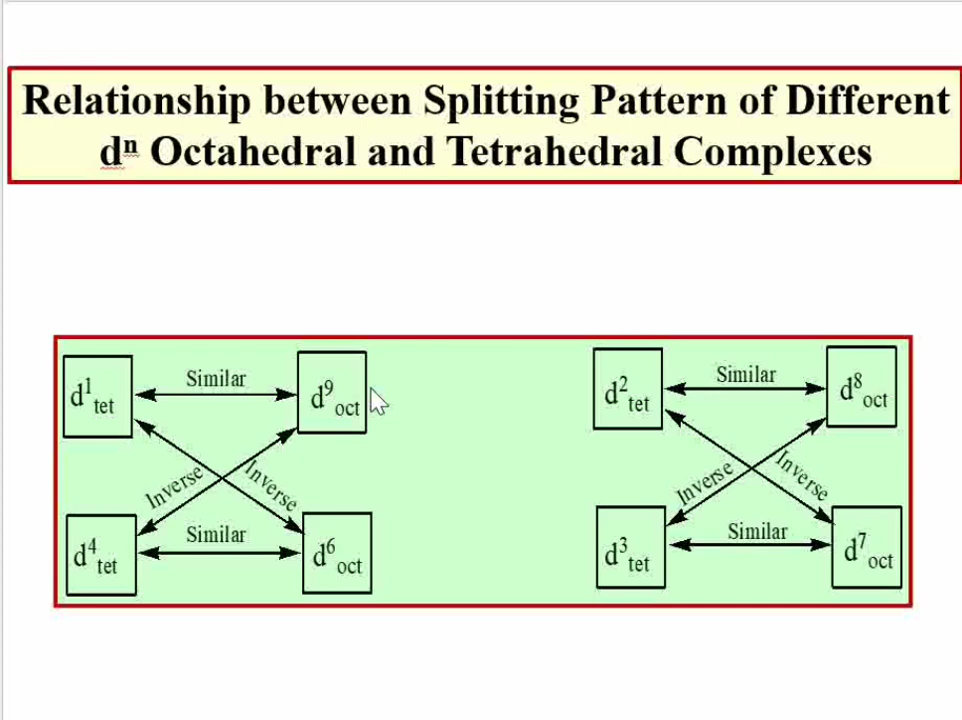 Relationship between Splitting Pattern of Different
dⁿ Octahedral and Tetrahedral Complexes
d¹tet
Similar
d⁹oct
Inverse
Inverse
d⁴tet
Similar
d⁶oct
d²tet
Similar
d⁸oct
Inverse
Inverse
d³tet
Similar
d⁷oct